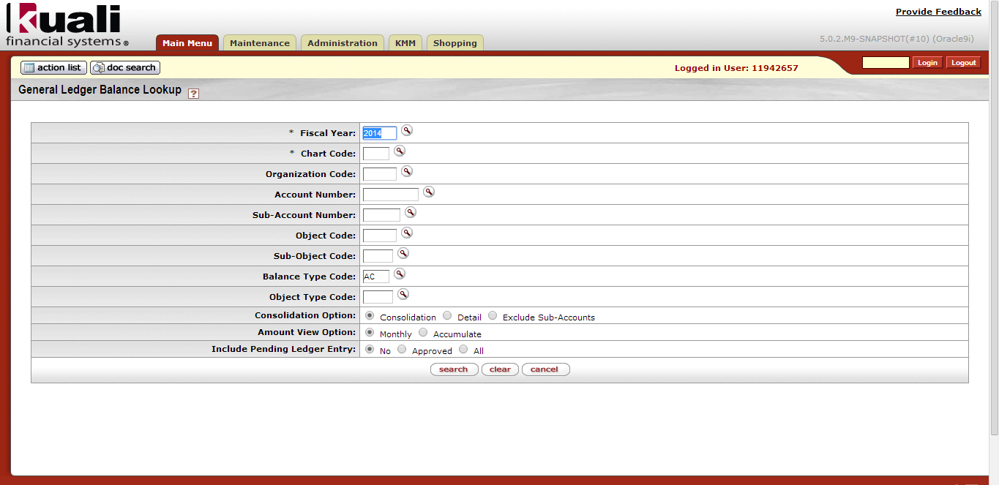 Provide Feedback
kuali
financial systems ®
Main Menu Maintenance Administration KMM Shopping
5.0.2.M9-SNAPSHOT(#10) (Oracle9i)
action list doc search Logged in User: 11942657 Login Logout
General Ledger Balance Lookup ?
* Fiscal Year: 2014
* Chart Code:
Organization Code:
Account Number:
Sub-Account Number:
Object Code:
Sub-Object Code:
Balance Type Code: AC
Object Type Code:
Consolidation Option: Consolidation Detail Exclude Sub-Accounts
Amount View Option: Monthly Accumulate
Include Pending Ledger Entry: No Approved All
search clear cancel